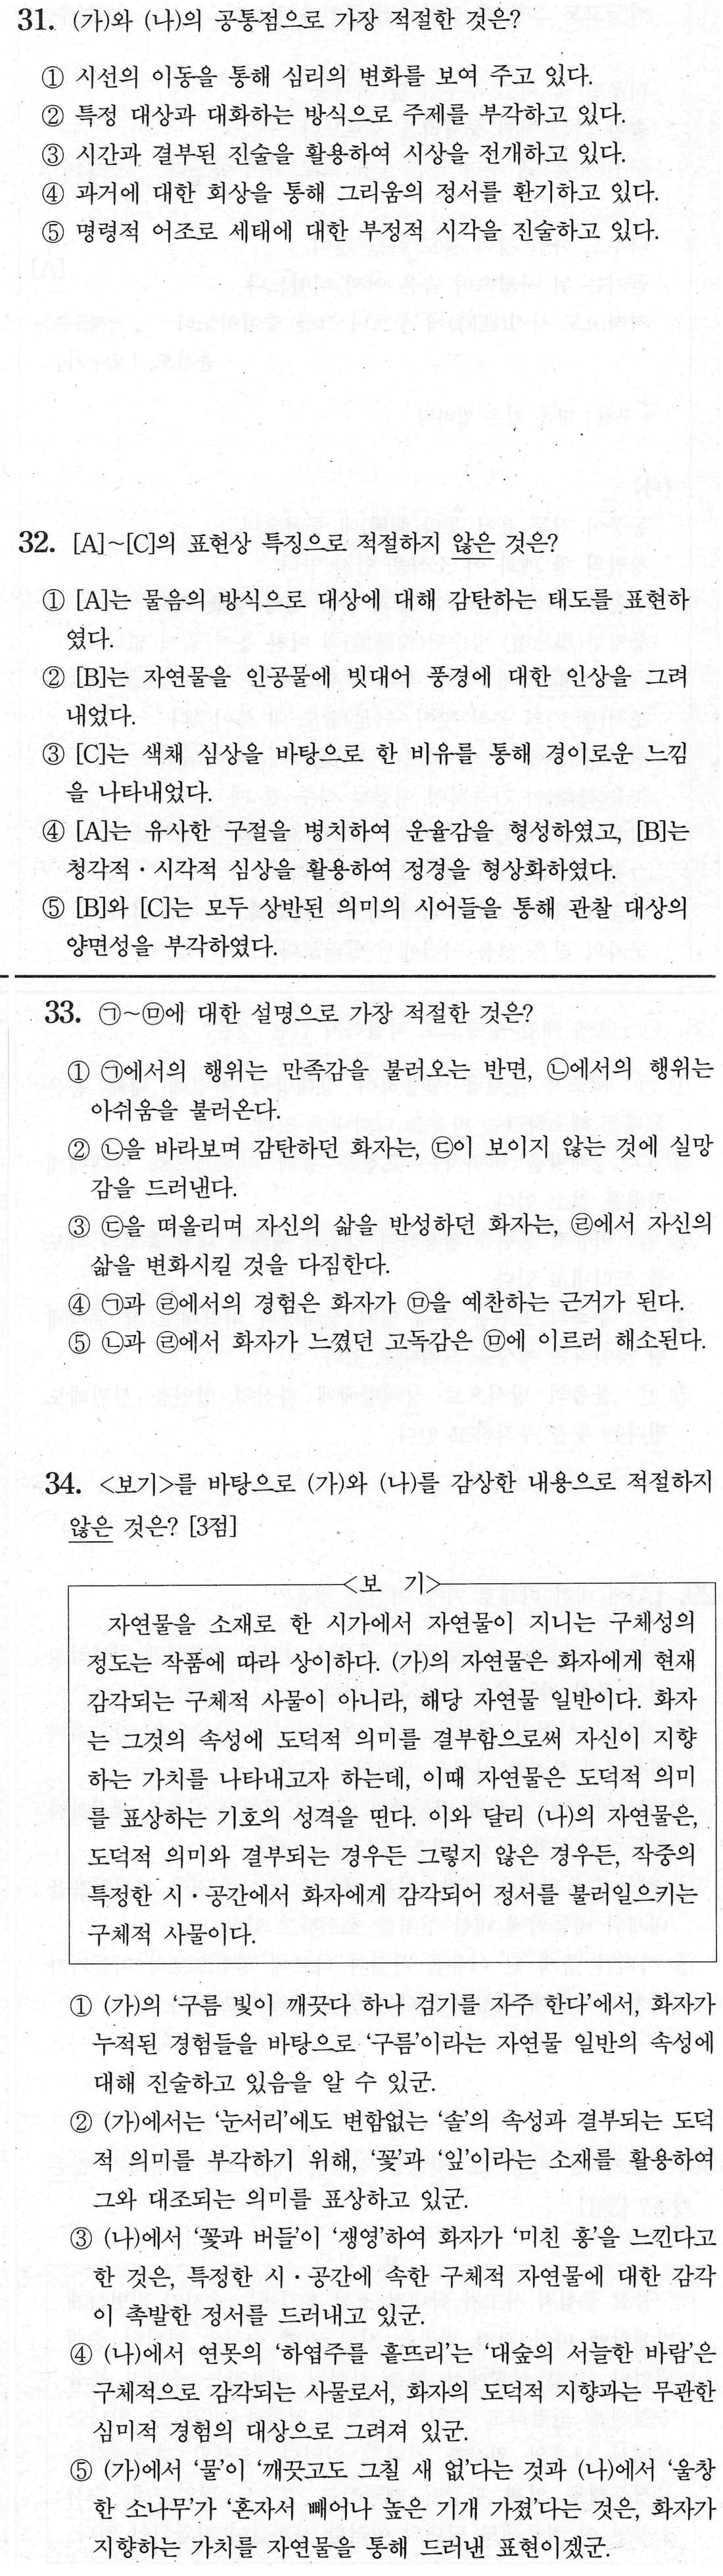 31. (가)와 (나)의 공통점으로 가장 적절한 것은?
① 시선의 이동을 통해 심리의 변화를 보여 주고 있다.
② 특정 대상과 대화하는 방식으로 주제를 부각하고 있다.
③ 시간과 결부된 진술을 활용하여 시상을 전개하고 있다.
④ 과거에 대한 회상을 통해 그리움의 정서를 환기하고 있다.
⑤ 명령적 어조로 세태에 대한 부정적 시각을 진술하고 있다.
32. [A]~[C]의 표현상 특징으로 적절하지 않은 것은?
① [A]는 물음의 방식으로 대상에 대해 감탄하는 태도를 표현하
였다.
② [B]는 자연물을 인공물에 빗대어 풍경에 대한 인상을 그려
내었다.
③ [C]는 색채 심상을 바탕으로 한 비유를 통해 경이로운 느낌
을 나타내었다.
④ [A]는 유사한 구절을 병치하여 운율감을 형성하였고, [B]는
청각적·시각적 심상을 활용하여 정경을 형상화하였다.
⑤ [B]와 [C]는 모두 상반된 의미의 시어들을 통해 관찰 대상의
양면성을 부각하였다.
33. ㉠~㉤에 대한 설명으로 가장 적절한 것은?
① ㉠에서의 행위는 만족감을 불러오는 반면, ㉡에서의 행위는
아쉬움을 불러온다.
② ㉡을 바라보며 감탄하던 화자는, ㉢이 보이지 않는 것에 실망
감을 드러낸다.
③ ㉢을 떠올리며 자신의 삶을 반성하던 화자는, ㉣에서 자신의
삶을 변화시킬 것을 다짐한다.
④ ㉠과 ㉣에서의 경험은 화자가 ㉤을 예찬하는 근거가 된다.
⑤ ㉡과 ㉣에서 화자가 느꼈던 고독감은 ㉤에 이르러 해소된다.
34. <보기>를 바탕으로 (가)와 (나)를 감상한 내용으로 적절하지
않은 것은? [3점]
<보 기>
자연물을 소재로 한 시가에서 자연물이 지니는 구체성의
정도는 작품에 따라 상이하다. (가)의 자연물은 화자에게 현재
감각되는 구체적 사물이 아니라, 해당 자연물 일반이다. 화자
는 그것의 속성에 도덕적 의미를 결부함으로써 자신이 지향
하는 가치를 나타내고자 하는데, 이때 자연물은 도덕적 의미
를 표상하는 기호의 성격을 띤다. 이와 달리 (나)의 자연물은,
도덕적 의미와 결부되는 경우든 그렇지 않은 경우든, 작중의
특정한 시·공간에서 화자에게 감각되어 정서를 불러일으키는
구체적 사물이다.
① (가)의 '구름 빛이 깨끗다 하나 검기를 자주 한다'에서, 화자가
누적된 경험들을 바탕으로 '구름'이라는 자연물 일반의 속성에
대해 진술하고 있음을 알 수 있군.
② (가)에서는 '눈서리'에도 변함없는 '솔'의 속성과 결부되는 도덕
적 의미를 부각하기 위해, '꽃'과 '잎'이라는 소재를 활용하여
그와 대조되는 의미를 표상하고 있군.
③ (나)에서 '꽃과 버들'이 '쟁영'하여 화자가 '미친 흥'을 느낀다고
한 것은, 특정한 시·공간에 속한 구체적 자연물에 대한 감각
이 촉발한 정서를 드러내고 있군.
④ (나)에서 연못의 '하엽주를 흩뜨리'는 '대숲의 서늘한 바람'은
구체적으로 감각되는 사물로서, 화자의 도덕적 지향과는 무관한
심미적 경험의 대상으로 그려져 있군.
⑤ (가)에서 '물'이 '깨끗고도 그칠 새 없'다는 것과 (나)에서 '울창
한 소나무'가 '혼자서 빼어나 높은 기개 가졌'다는 것은, 화자가
지향하는 가치를 자연물을 통해 드러낸 표현이겠군.